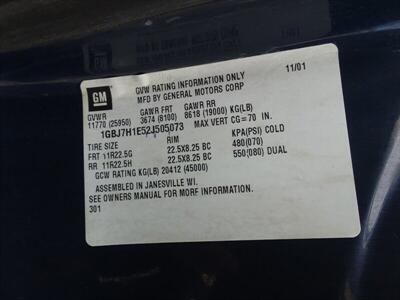 GM
GVW RATING INFORMATION ONLY 11/01
MFD BY GENERAL MOTORS CORP
GVWR GAWR FRT GAWR RR
11770 (25950) 3674 (8100) 8618 (19000) KG(LB)
1GBJ7H1E52J505073 MAX VERT CG= 70 IN.
TIRE SIZE RIM KPA(PSI) COLD
FRT 11R22.5G 22.5X8.25 BC 480(070)
RR 11R22.5H 22.5X8.25 BC 550(080) DUAL
GCW RATING KG(LB) 20412 (45000)
ASSEMBLED IN JANESVILLE WI.
SEE OWNERS MANUAL FOR MORE INFORMATION.
301